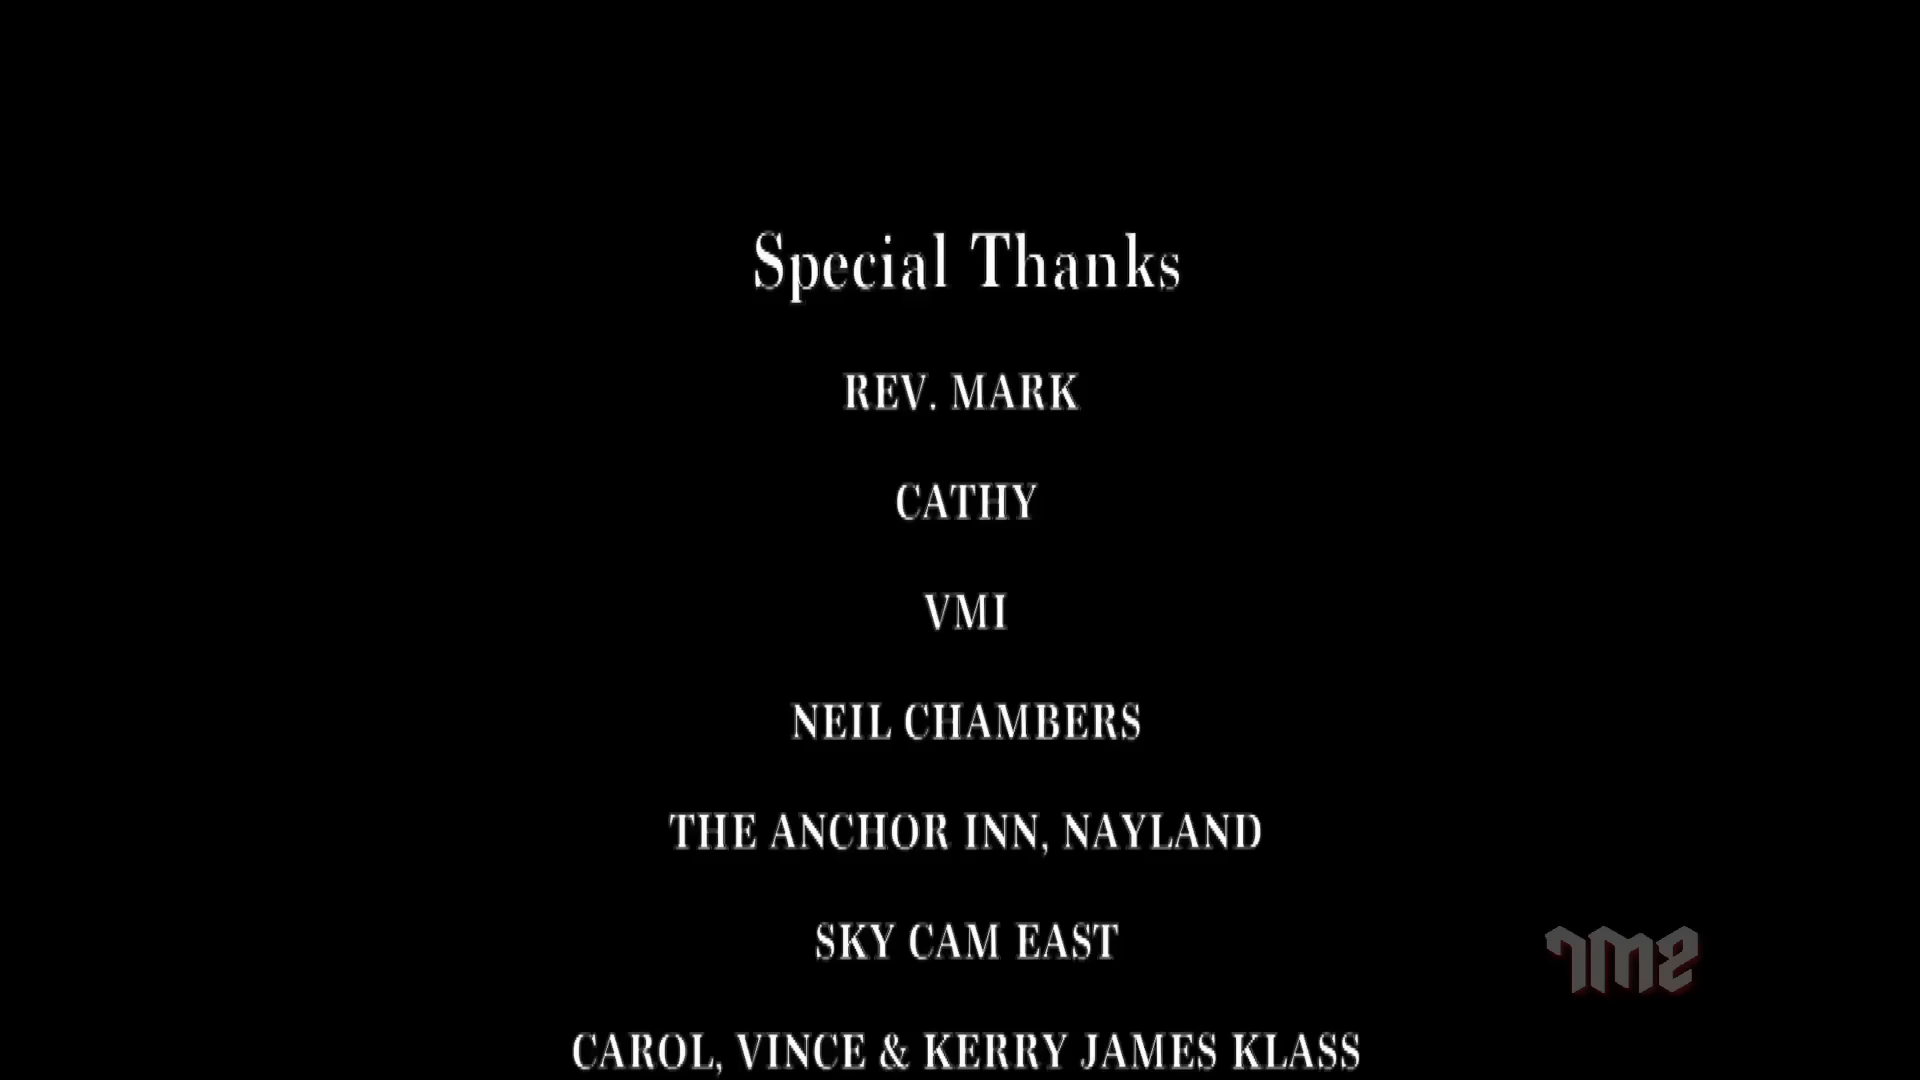 Special Thanks
REV. MARK
CATHY
VMI
NEIL CHAMBERS
THE ANCHOR INN, NAYLAND
SKY CAM EAST
CAROL, VINCE & KERRY JAMES KLASS